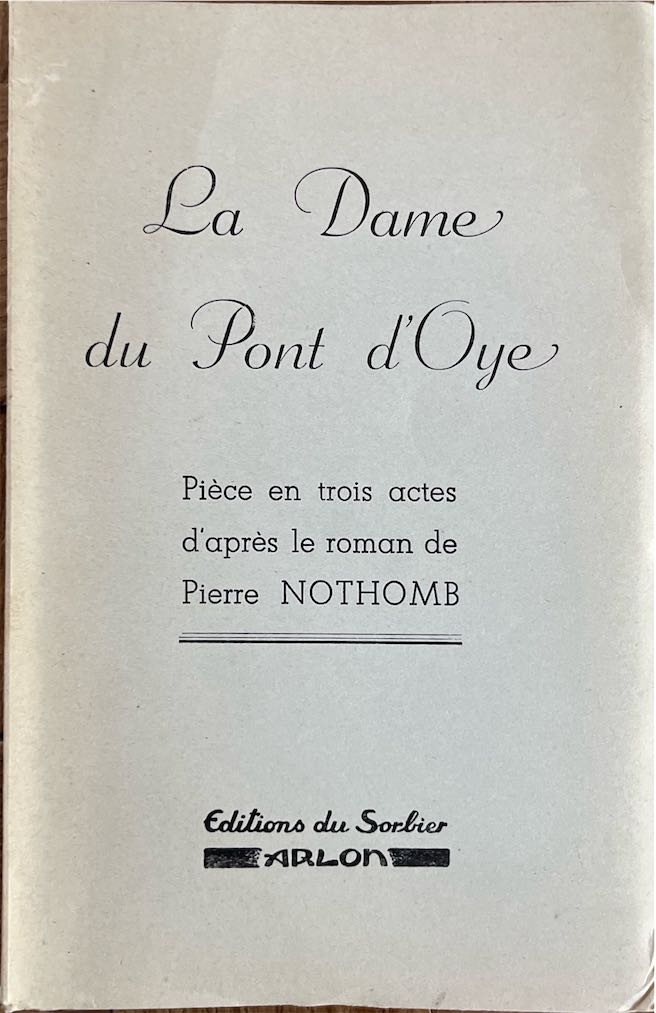 La Dame
du Pont d'Oye
Pièce en trois actes
d'après le roman de
Pierre NOTHOMB
Editions du Sorbier
ARLON